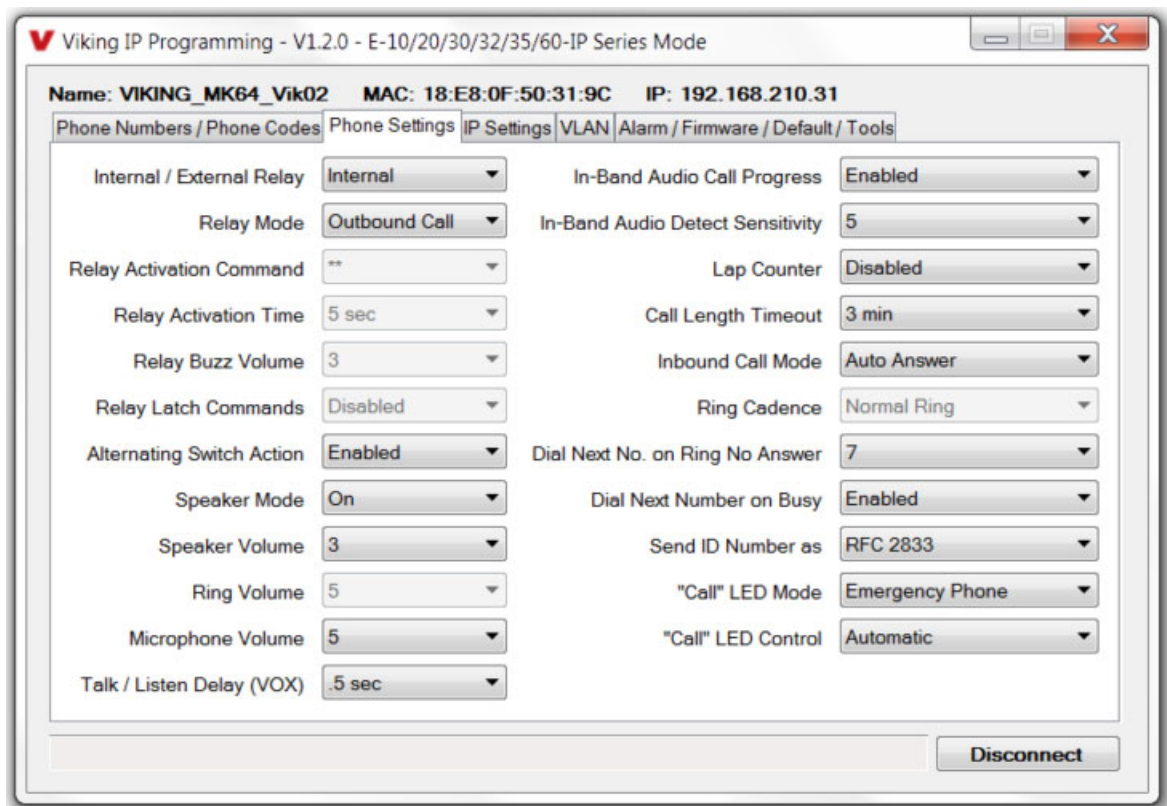 Viking IP Programming - V1.2.0 - E-10/20/30/32/35/60-IP Series Mode
Name: VIKING_MK64_Vik02 MAC: 18:E8:0F:50:31:9C IP: 192.168.210.31
Phone Numbers / Phone Codes Phone Settings IP Settings VLAN Alarm / Firmware / Default / Tools
Internal / External Relay Internal
Relay Mode Outbound Call
Relay Activation Command **
Relay Activation Time 5 sec
Relay Buzz Volume 3
Relay Latch Commands Disabled
Alternating Switch Action Enabled
Speaker Mode On
Speaker Volume 3
Ring Volume 5
Microphone Volume 5
Talk / Listen Delay (VOX) .5 sec
In-Band Audio Call Progress Enabled
In-Band Audio Detect Sensitivity 5
Lap Counter Disabled
Call Length Timeout 3 min
Inbound Call Mode Auto Answer
Ring Cadence Normal Ring
Dial Next No. on Ring No Answer 7
Dial Next Number on Busy Enabled
Send ID Number as RFC 2833
"Call" LED Mode Emergency Phone
"Call" LED Control Automatic
Disconnect